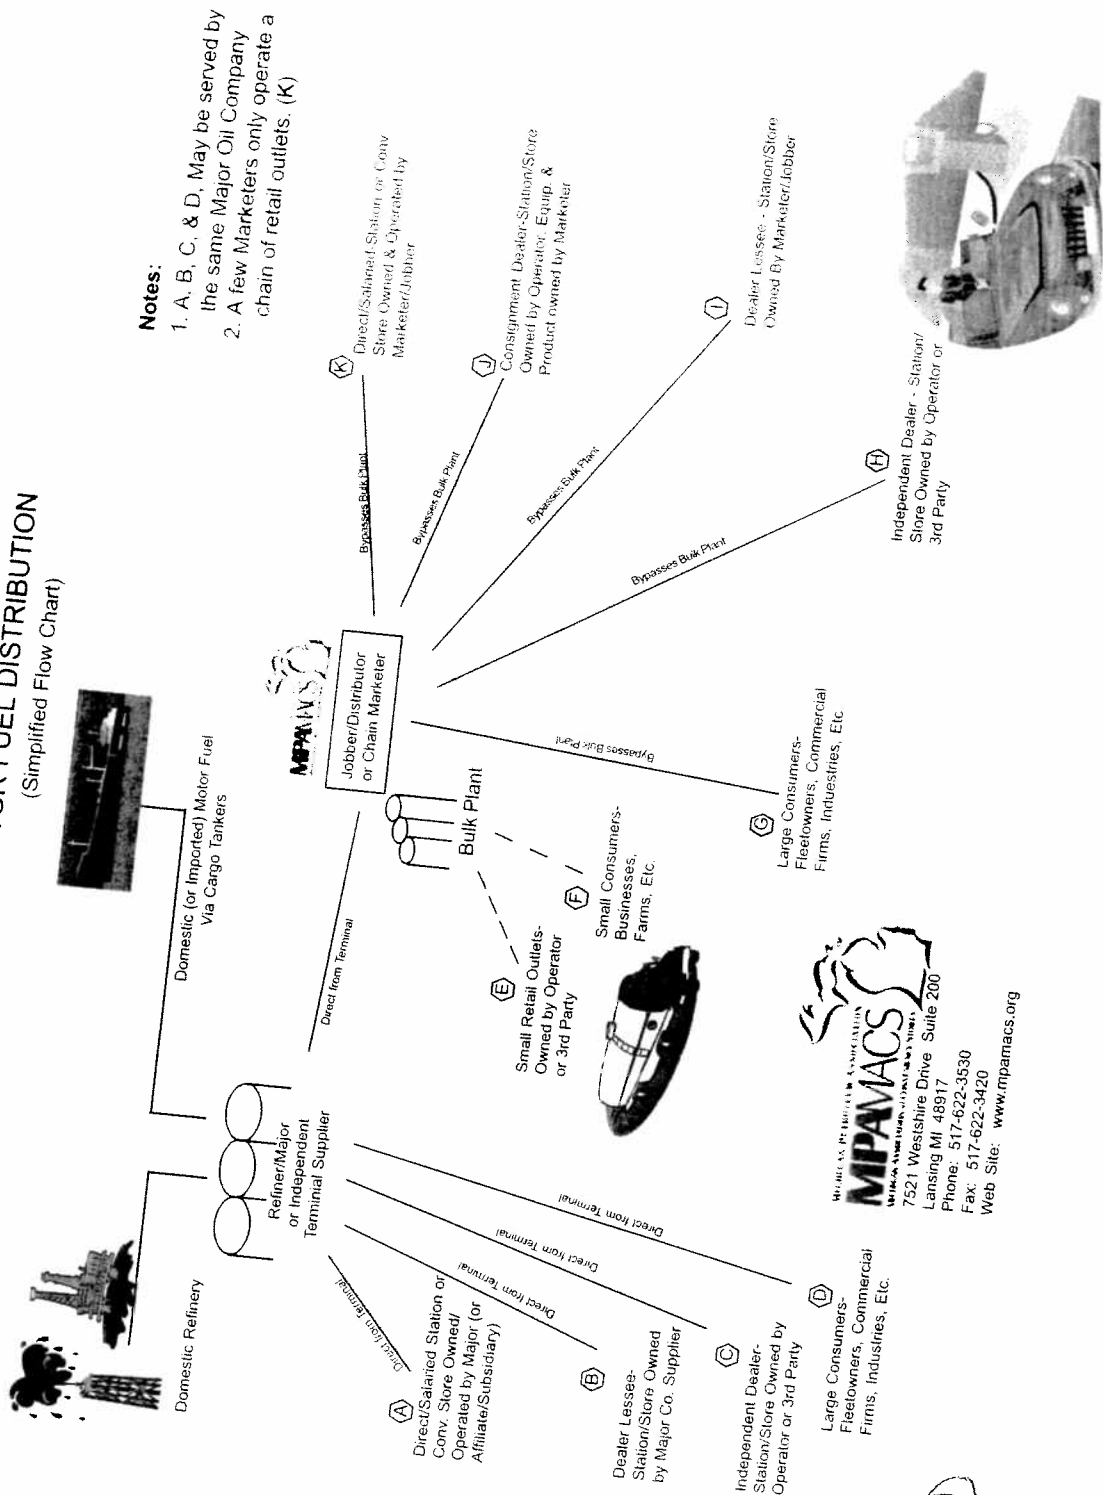 FUEL DISTRIBUTION
(Simplified Flow Chart)
Domestic Refinery
Domestic (or Imported) Motor Fuel
Via Cargo Tankers
Refiner/Major
or Independent
Terminial Supplier
Direct from Terminal
MPAMACS
Jobber/Distributor
or Chain Marketer
Bulk Plant
Notes:
1. A, B, C, & D, May be served by
the same Major Oil Company
2. A few Marketers only operate a
chain of retail outlets. (K)
Direct from Terminal
A
Direct/Salaried Station or
Conv. Store Owned/
Operated by Major (or
Affiliate/Subsidiary)
Direct from Terminal
B
Dealer Lessee-
Station/Store Owned
by Major Co. Supplier
Direct from Terminal
C
Independent Dealer-
Station/Store Owned by
Operator or 3rd Party
Direct from Terminal
D
Large Consumers-
Fleetowners, Commercial
Firms, Industries, Etc.
E
Small Retail Outlets-
Owned by Operator
or 3rd Party
F
Small Consumers-
Businesses,
Farms, Etc.
Bypasses Bulk Plant
G
Large Consumers-
Fleetowners, Commercial
Firms, Induestries, Etc
Bypasses Bulk Plant
H
Independent Dealer - Station/
Store Owned by Operator or
3rd Party
Bypasses Bulk Plant
I
Dealer Lessee - Station/Store
Owned By Marketer/Jobber
Bypasses Bulk Plant
J
Consignment Dealer-Station/Store
Owned by Operator, Equip. &
Product owned by Marketer
Bypasses Bulk Plant
K
Direct/Salaried-Station or Conv
Store Owned & Operated by
Marketer/Jobber
MICHIGAN PETROLEUM ASSOCIATION
MPAMACS
7521 Westshire Drive Suite 200
Lansing MI 48917
Phone: 517-622-3530
Fax: 517-622-3420
Web Site: www.mpamacs.org